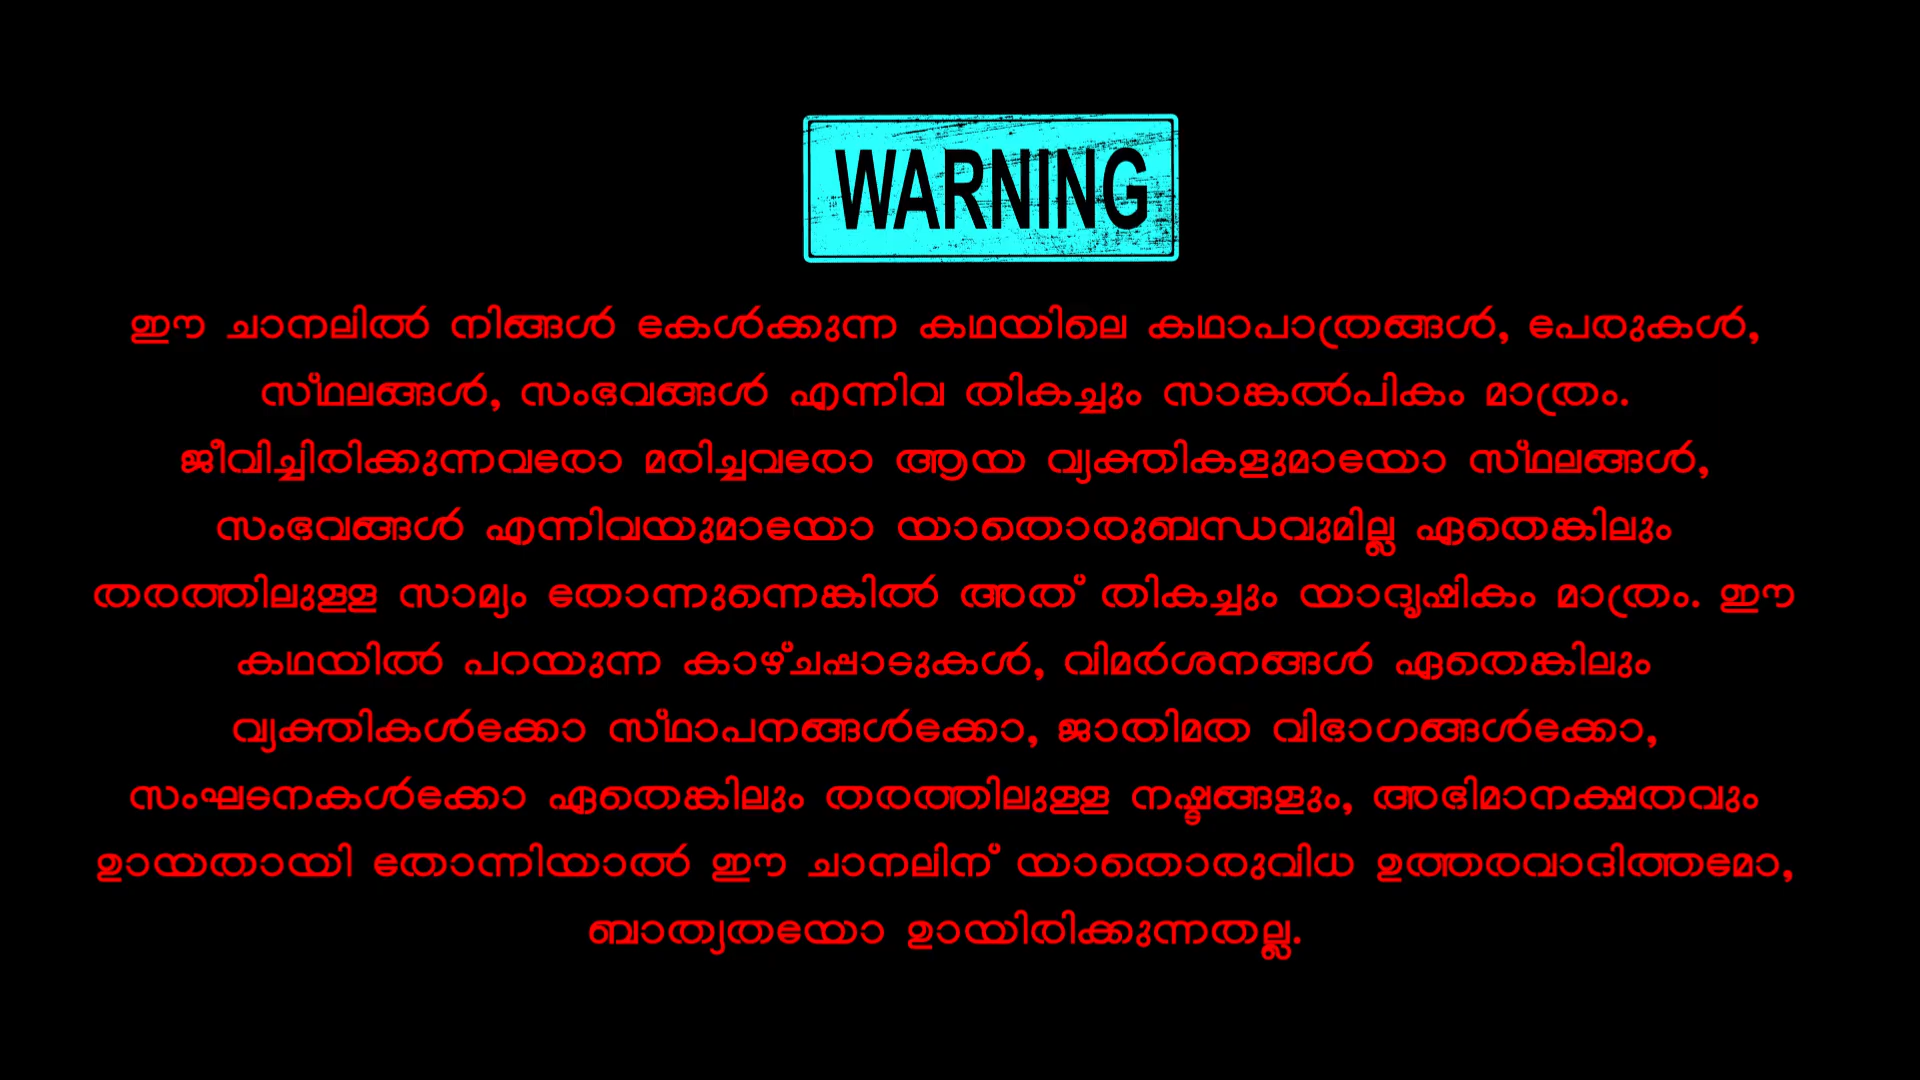 WARNING
ഈ ചാനലിൽ നിങ്ങൾ കേൾക്കുന്ന കഥയിലെ കഥാപാത്രങ്ങൾ, പേരുകൾ,
സ്ഥലങ്ങൾ, സംഭവങ്ങൾ എന്നിവ തികച്ചും സാങ്കൽപികം മാത്രം.
ജീവിച്ചിരിക്കുന്നവരോ മരിച്ചവരോ ആയ വ്യക്തികളുമായോ സ്ഥലങ്ങൾ,
സംഭവങ്ങൾ എന്നിവയുമായോ യാതൊരുബന്ധവുമില്ല ഏതെങ്കിലും
തരത്തിലുളള സാമ്യം തോന്നുന്നെങ്കിൽ അത് തികച്ചും യാദൃഷികം മാത്രം. ഈ
കഥയിൽ പറയുന്ന കാഴ്ചപ്പാടുകൾ, വിമർശനങ്ങൾ ഏതെങ്കിലും
വ്യക്തികൾക്കോ സ്ഥാപനങ്ങൾക്കോ, ജാതിമത വിഭാഗങ്ങൾക്കോ,
സംഘടനകൾക്കോ ഏതെങ്കിലും തരത്തിലുളള നഷ്ടങ്ങളും, അഭിമാനക്ഷതവും
ഉായതായി തോന്നിയാൽ ഈ ചാനലിന് യാതൊരുവിധ ഉത്തരവാദിത്തമോ,
ബാത്യതയോ ഉായിരിക്കുന്നതല്ല.